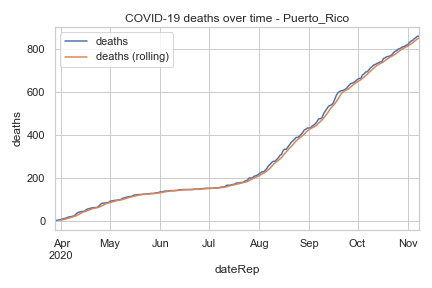 COVID-19 deaths over time - Puerto_Rico
deaths
deaths (rolling)
deaths
800
600
400
200
0
Apr May Jun Jul Aug Sep Oct Nov
2020
dateRep